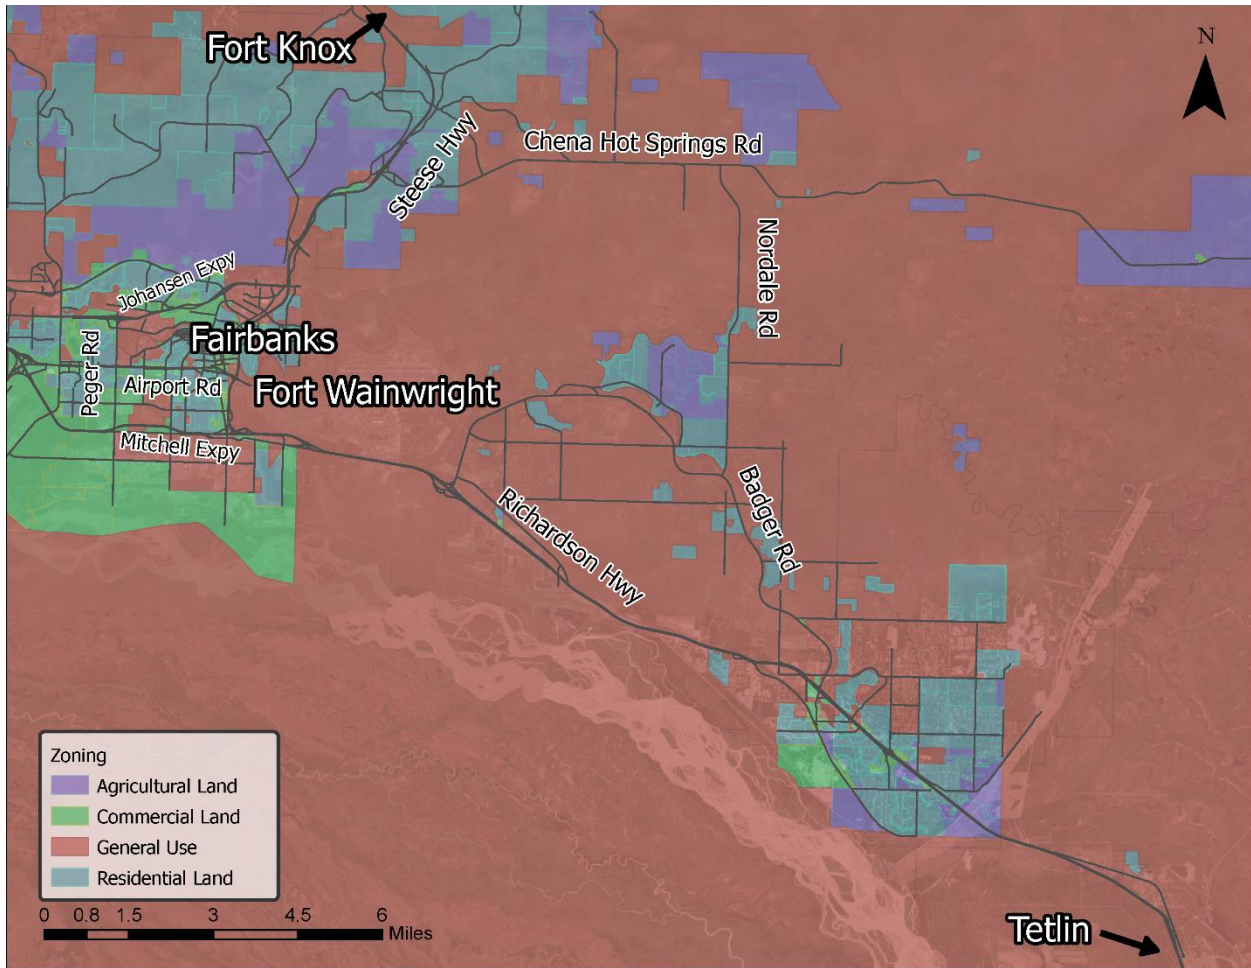 Fort Knox
N
Chena Hot Springs Rd
Steese Hwy
Nordale Rd
Johansen Expy
Fairbanks
Peger Rd
Airport Rd
Fort Wainwright
Mitchell Expy
Richardson Hwy
Badger Rd
Zoning
Agricultural Land
Commercial Land
General Use
Residential Land
0 0.8 1.5 3 4.5 6
Miles
Tetlin